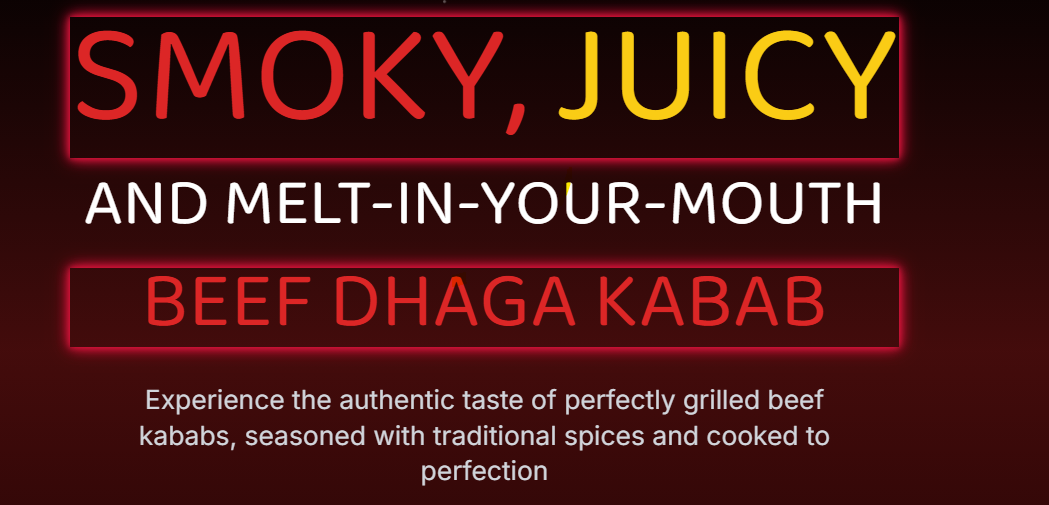 SMOKY, JUICY
AND MELT-IN-YOUR-MOUTH
BEEF DHAGA KABAB
Experience the authentic taste of perfectly grilled beef
kababs, seasoned with traditional spices and cooked to
perfection